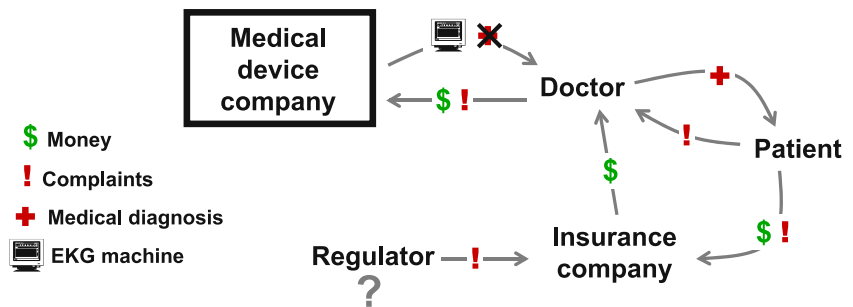 Medical
device
company
Doctor
$ !
$ Money
! Complaints
Medical diagnosis
EKG machine
!
Patient
$
$ !
Regulator
?
!
Insurance
company